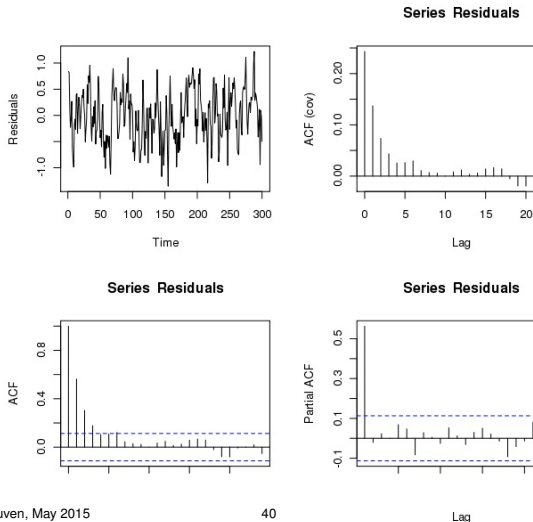 Series Residuals
Residuals
-1.0 0.0 0.5 1.0
0 50 100 150 200 250 300
Time
ACF (cov)
0.00 0.10 0.20
0 5 10 15 20
Lag
Series Residuals
Series Residuals
ACF
0.0 0.4 0.8
Partial ACF
-0.1 0.1 0.3 0.5
uven, May 2015
40
Lag